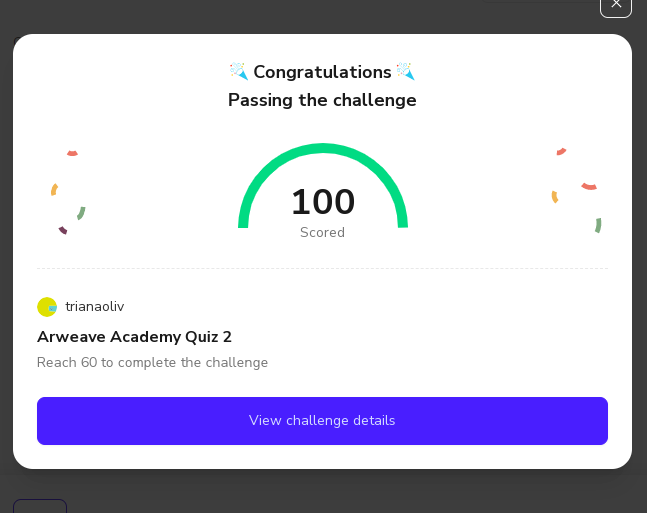 Congratulations
Passing the challenge
100
Scored
trianaoliv
Arweave Academy Quiz 2
Reach 60 to complete the challenge
View challenge details